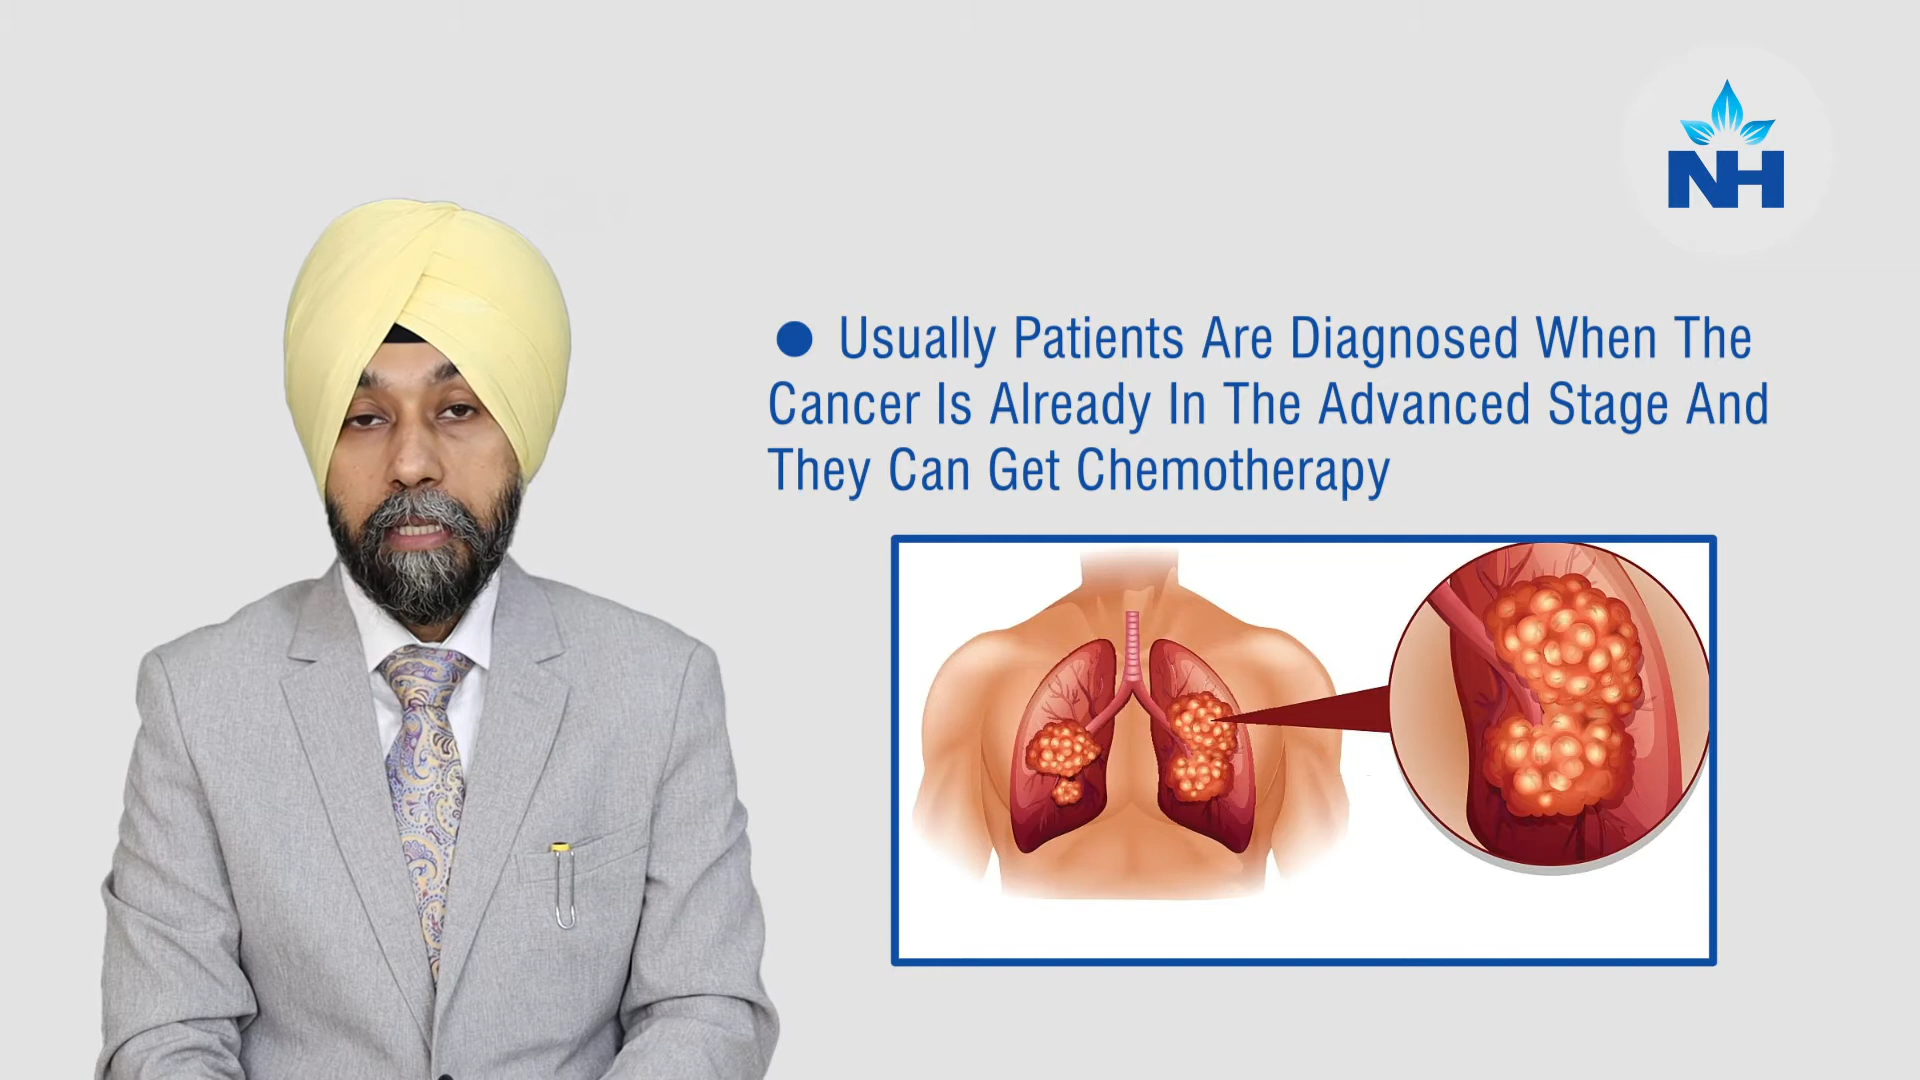 NH
● Usually Patients Are Diagnosed When The
Cancer Is Already In The Advanced Stage And
They Can Get Chemotherapy